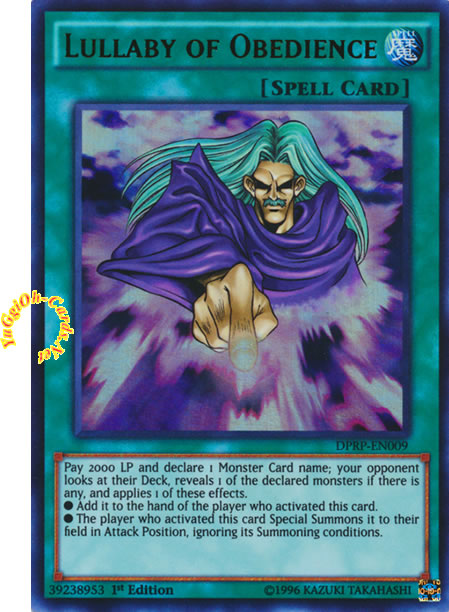 Lullaby of Obedience
魔
[Spell Card]
YuGgiOh-Cards.Net
DPRP-EN009
Pay 2000 LP and declare 1 Monster Card name; your opponent
looks at their Deck, reveals 1 of the declared monsters if there is
any, and applies 1 of these effects.
● Add it to the hand of the player who activated this card.
● The player who activated this card Special Summons it to their
field in Attack Position, ignoring its Summoning conditions.
39238953 1st Edition ©1996 KAZUKI TAKAHASHI